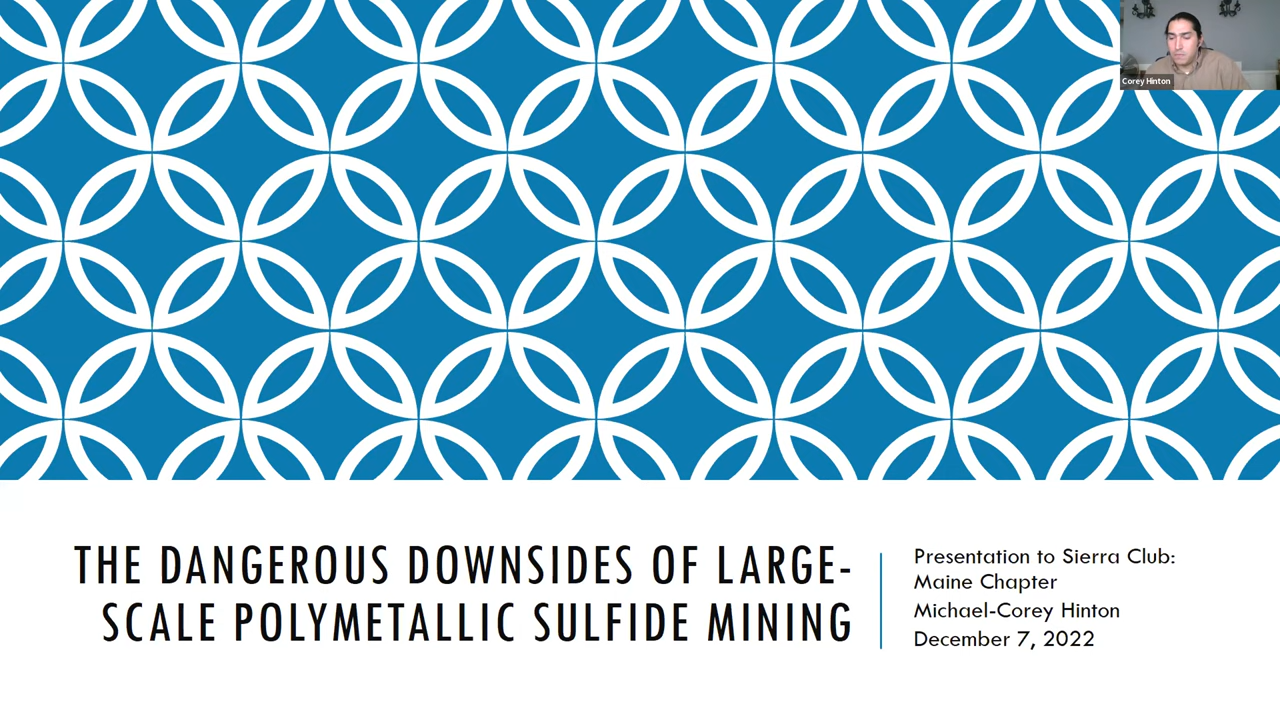 Corey Hinton
THE DANGEROUS DOWNSIDES OF LARGE-
SCALE POLYMETALLIC SULFIDE MINING
Presentation to Sierra Club:
Maine Chapter
Michael-Corey Hinton
December 7, 2022